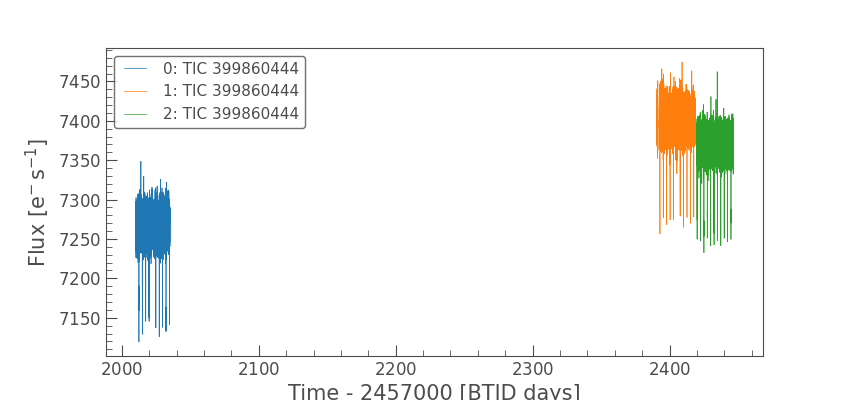 0: TIC 399860444
1: TIC 399860444
2: TIC 399860444
7450
7400
7350
7300
7250
7200
7150
Flux [e⁻ s⁻¹]
2000 2100 2200 2300 2400
Time - 2457000 [BTJD days]